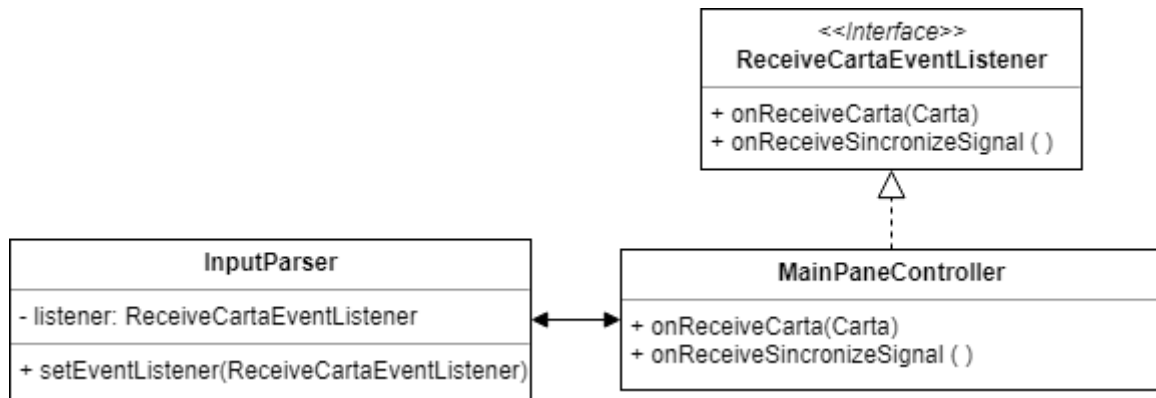 <<Interface>>
ReceiveCartaEventListener
+ onReceiveCarta(Carta)
+ onReceiveSincronizeSignal ( )
InputParser
- listener: ReceiveCartaEventListener
+ setEventListener(ReceiveCartaEventListener)
MainPaneController
+ onReceiveCarta(Carta)
+ onReceiveSincronizeSignal ( )